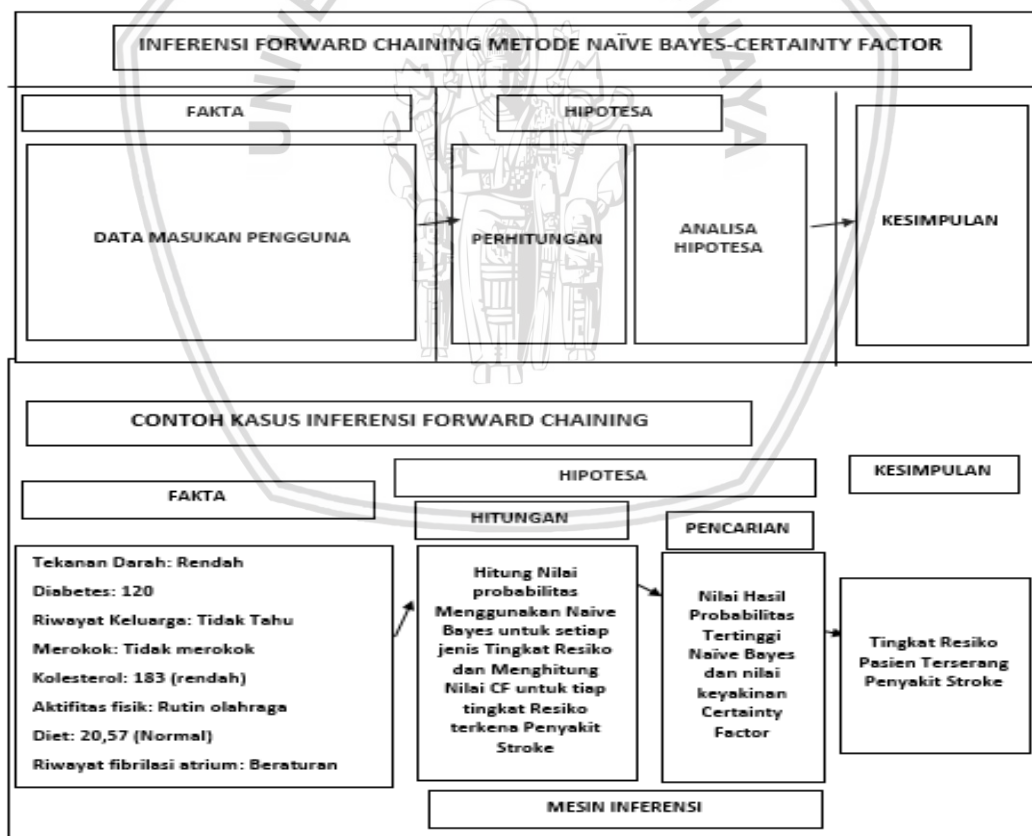 UNIVE
IJAYA
INFERENSI FORWARD CHAINING METODE NAÏVE BAYES-CERTAINTY FACTOR
FAKTA
HIPOTESA
DATA MASUKAN PENGGUNA
PERHITUNGAN
ANALISA
HIPOTESA
KESIMPULAN
CONTOH KASUS INFERENSI FORWARD CHAINING
FAKTA
HIPOTESA
KESIMPULAN
HITUNGAN
PENCARIAN
Tekanan Darah: Rendah
Diabetes: 120
Riwayat Keluarga: Tidak Tahu
Merokok: Tidak merokok
Kolesterol: 183 (rendah)
Aktifitas fisik: Rutin olahraga
Diet: 20,57 (Normal)
Riwayat fibrilasi atrium: Beraturan
Hitung Nilai
probabilitas
Menggunakan Naive
Bayes untuk setiap
jenis Tingkat Resiko
dan Menghitung
Nilai CF untuk tiap
tingkat Resiko
terkena Penyakit
Stroke
Nilai Hasil
Probabilitas
Tertinggi
Naïve Bayes
dan nilai
keyakinan
Certainty
Factor
Tingkat Resiko
Pasien Terserang
Penyakit Stroke
MESIN INFERENSI